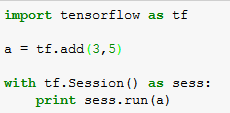 import tensorflow as tf
a = tf.add(3,5)
with tf.Session() as sess:
    print sess.run(a)